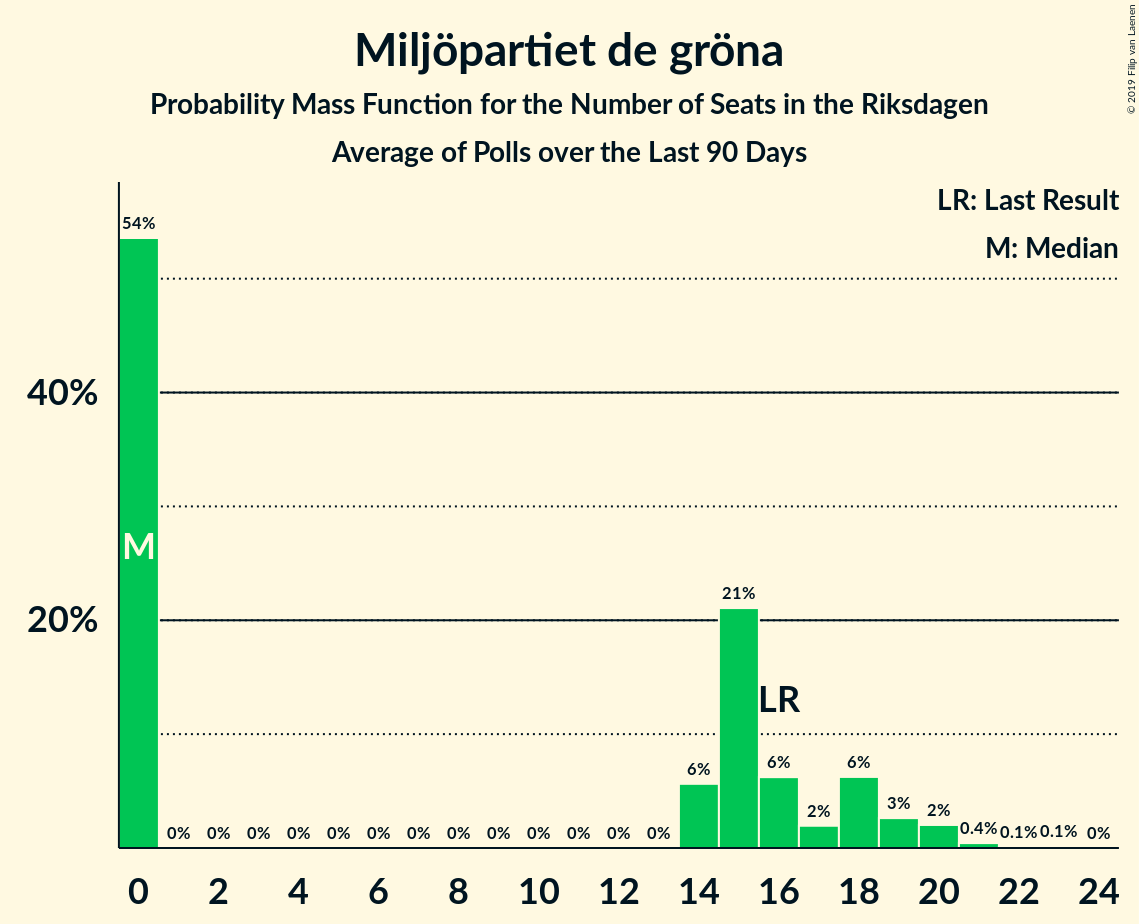 Miljöpartiet de gröna
Probability Mass Function for the Number of Seats in the Riksdagen
Average of Polls over the Last 90 Days
© 2019 Filip van Laenen
LR: Last Result
M: Median
54%
40%
M
21%
20%
LR
6% 6% 6%
2% 3% 2%
0% 0% 0% 0% 0% 0% 0% 0% 0% 0% 0% 0% 0% 0.4% 0.1% 0.1% 0%
0 2 4 6 8 10 12 14 16 18 20 22 24